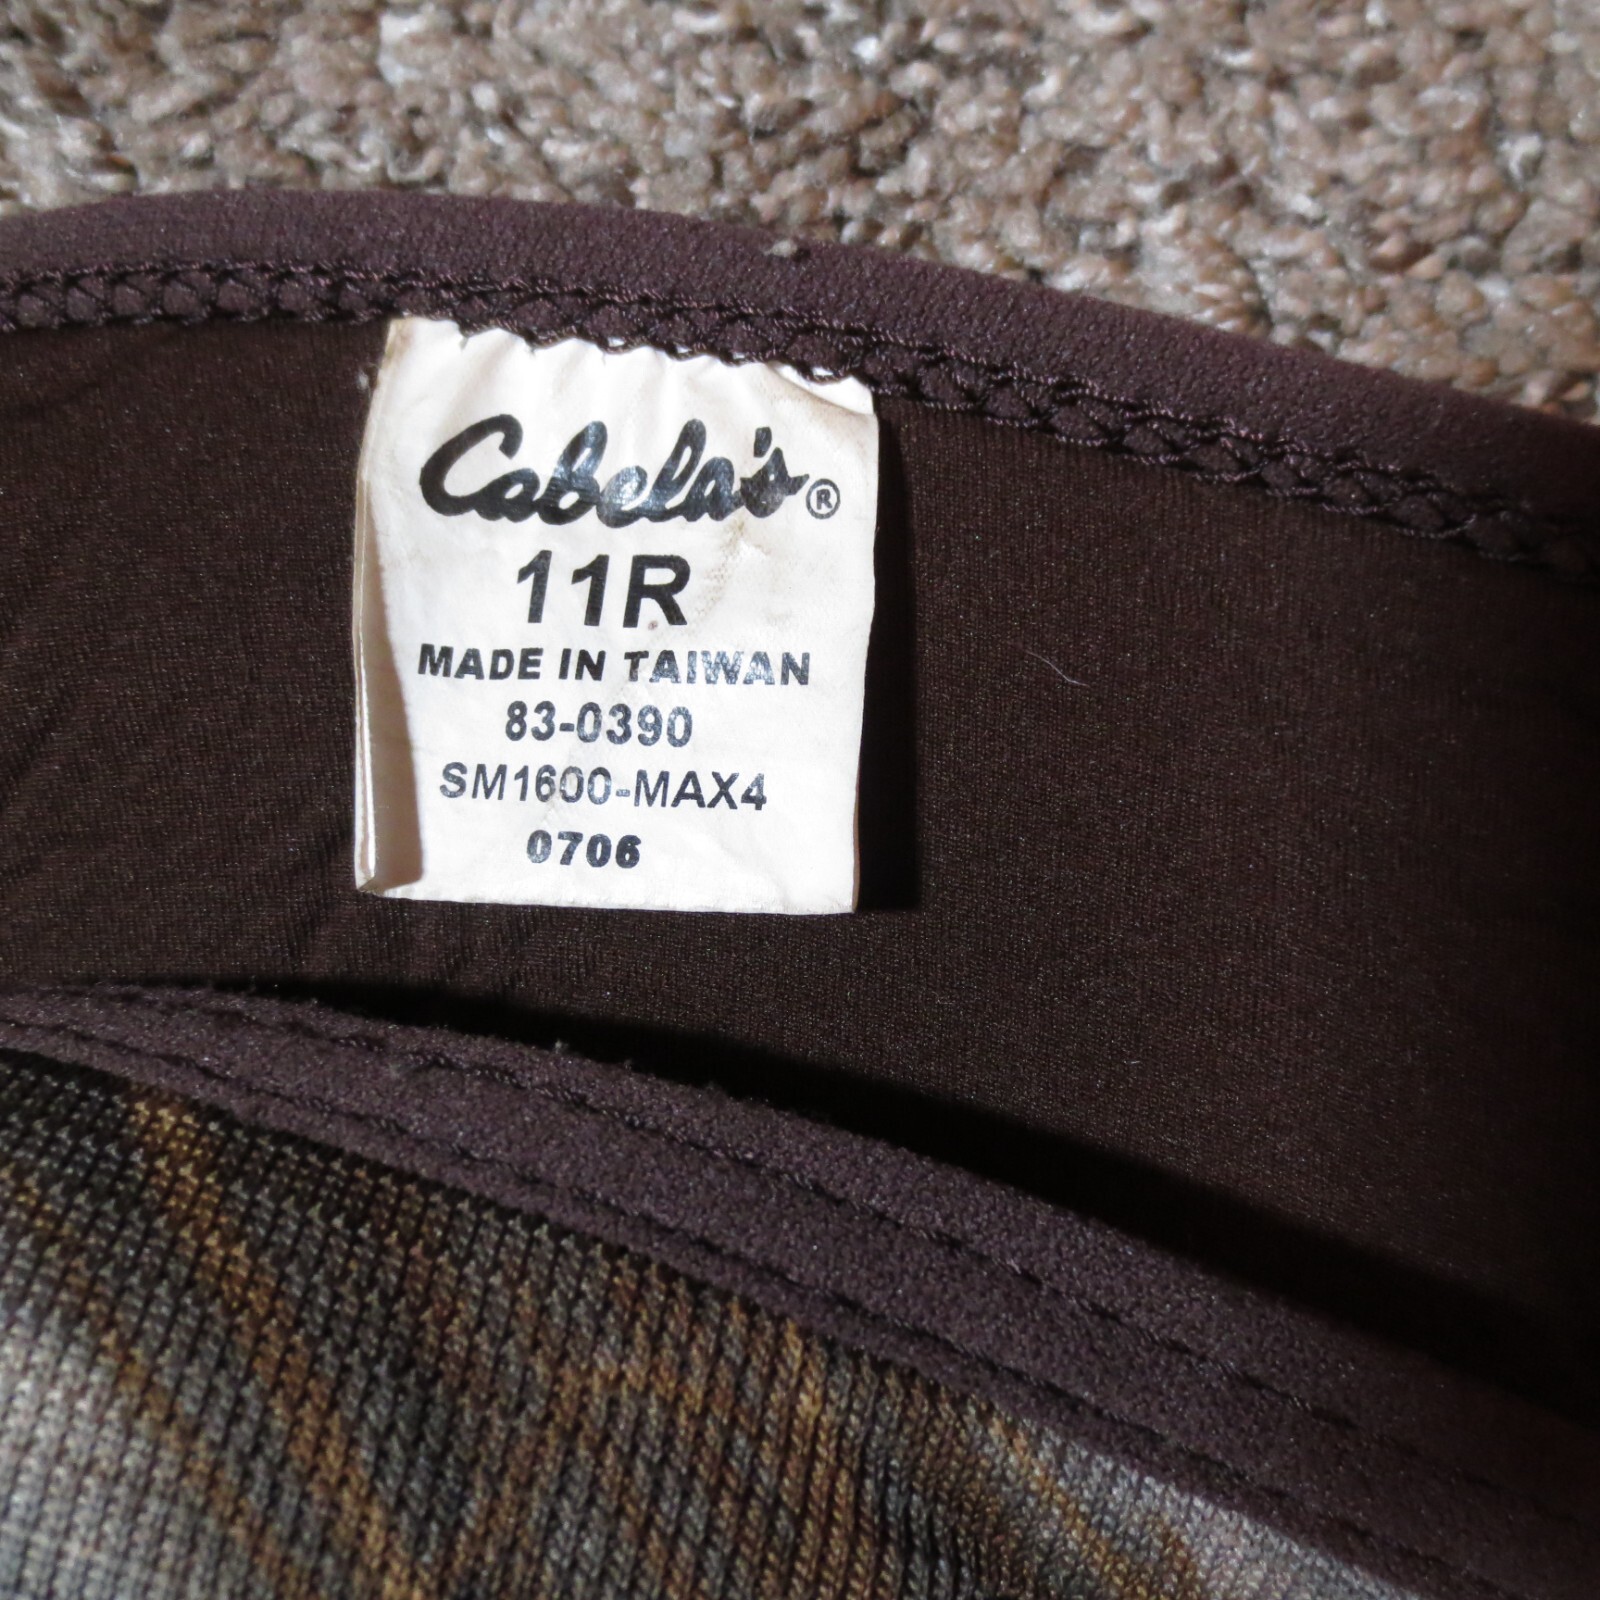 Cabela's®
11R
MADE IN TAIWAN
83-0390
SM1600-MAX4
0706